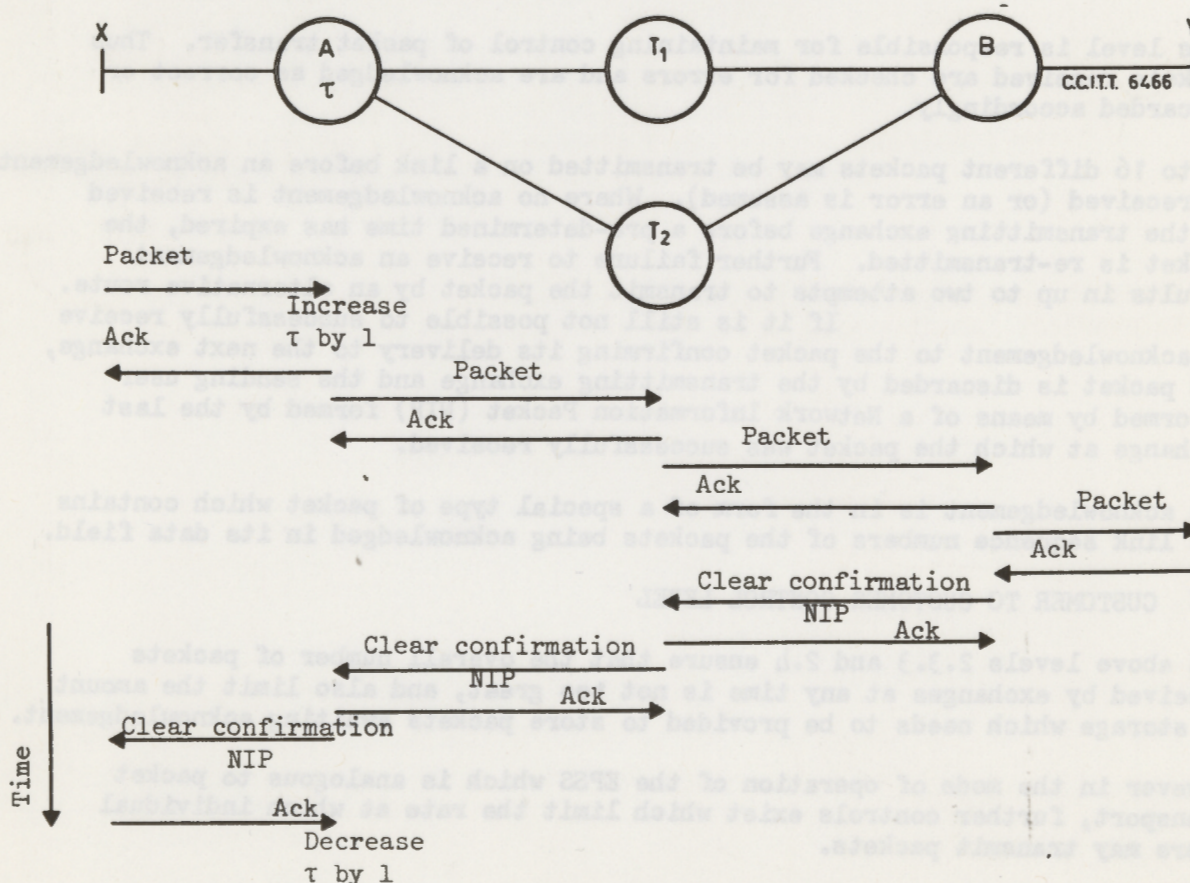 X
A
τ
T1
B
C.C.I.T.T. 6466
T2
Packet
Increase
τ by 1
Ack
Packet
Ack
Packet
Ack
Packet
Ack
Clear confirmation
NIP
Ack
Clear confirmation
NIP
Ack
Clear confirmation
NIP
Ack
Decrease
τ by 1
Time